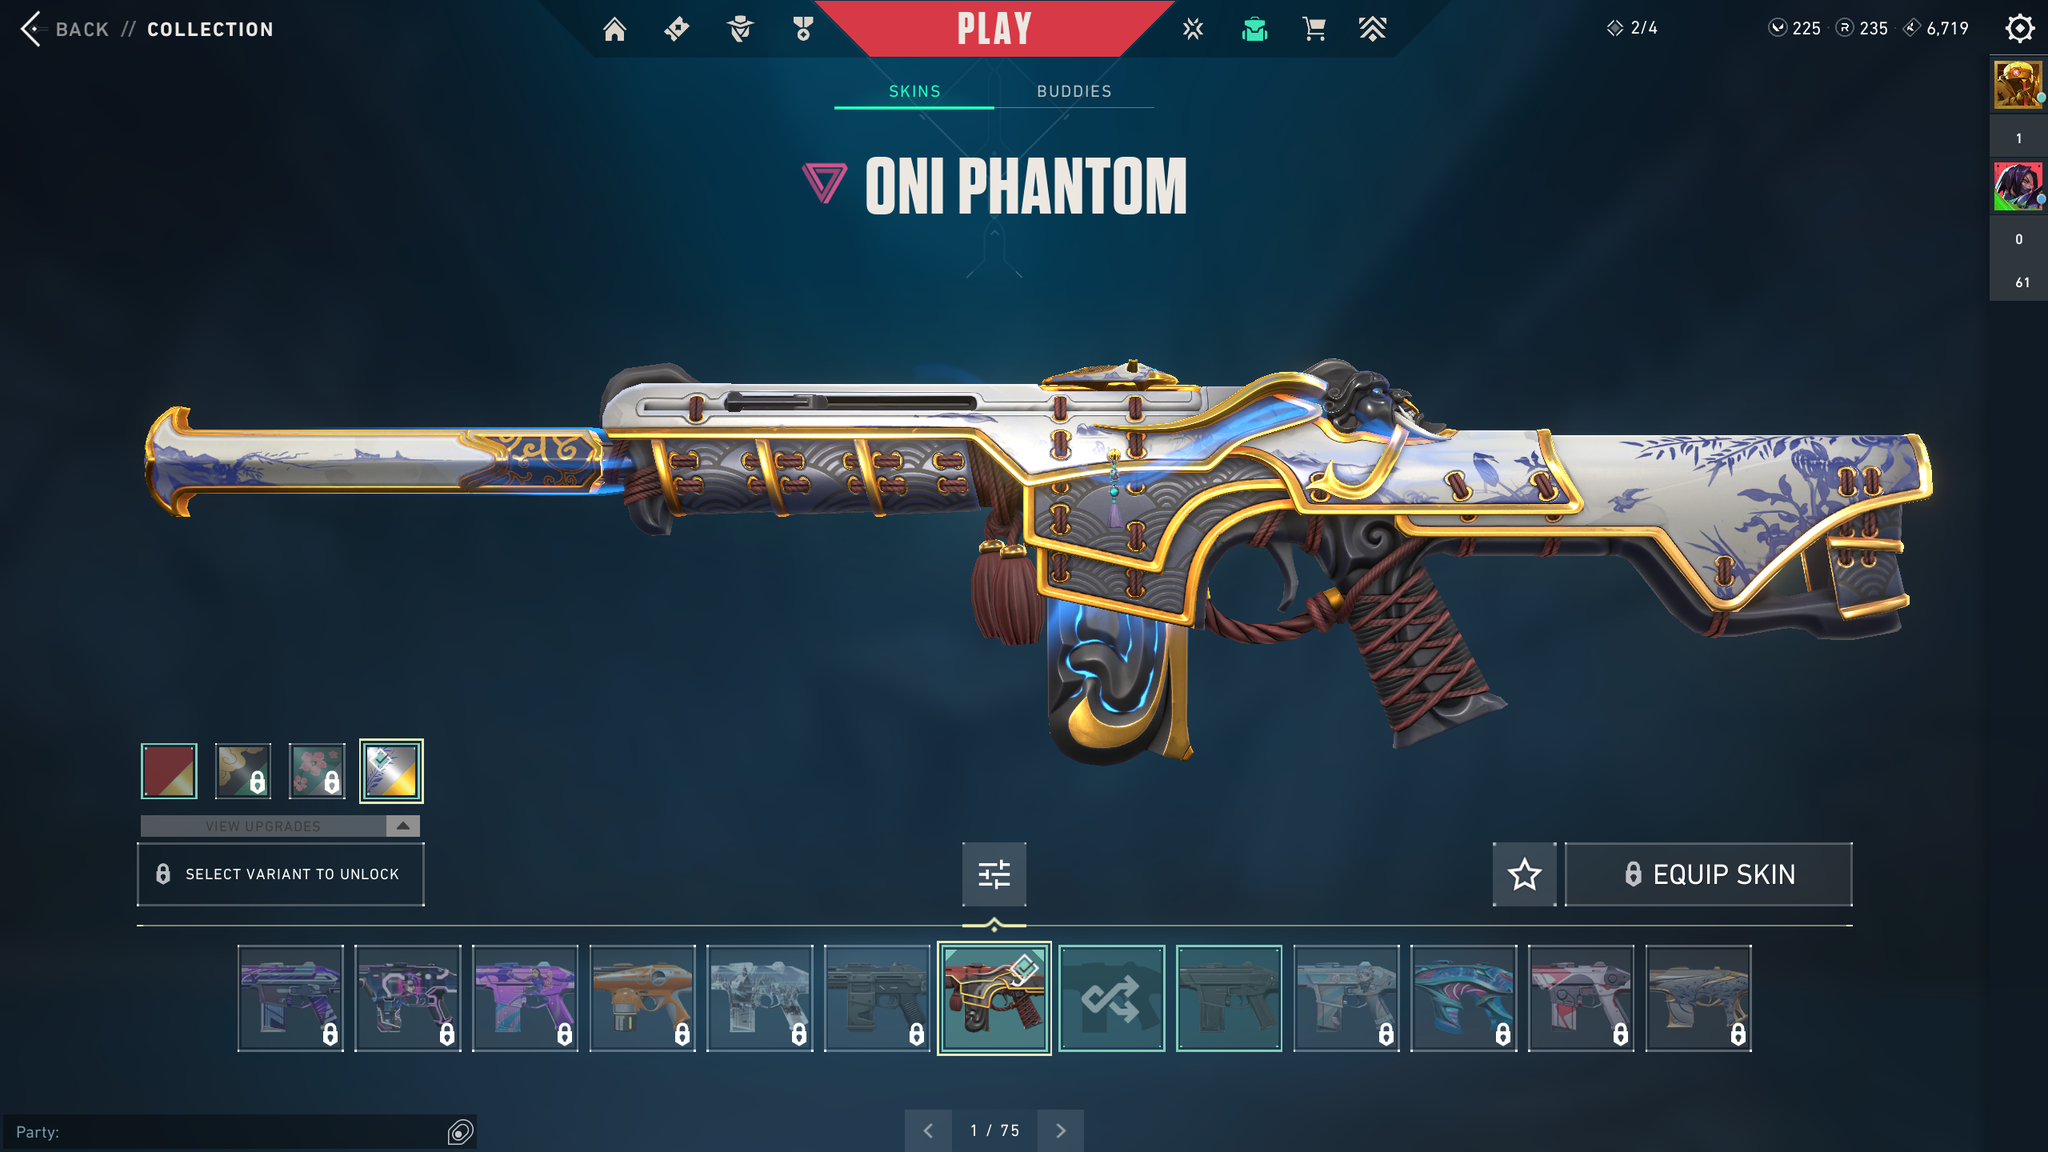 BACK // COLLECTION
PLAY
2/4
225
R 235
6,719
SKINS
BUDDIES
1
ONI PHANTOM
0
61
VIEW UPGRADES
SELECT VARIANT TO UNLOCK
EQUIP SKIN
Party:
1 / 75